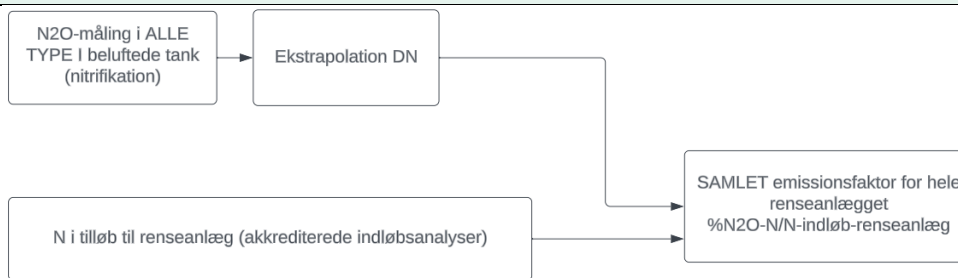 N2O-måling i ALLE
TYPE I beluftede tank
(nitrifikation)
Ekstrapolation DN
SAMLET emissionsfaktor for hele
renseanlægget
%N2O-N/N-indløb-renseanlæg
N i tilløb til renseanlæg (akkrediterede indløbsanalyser)